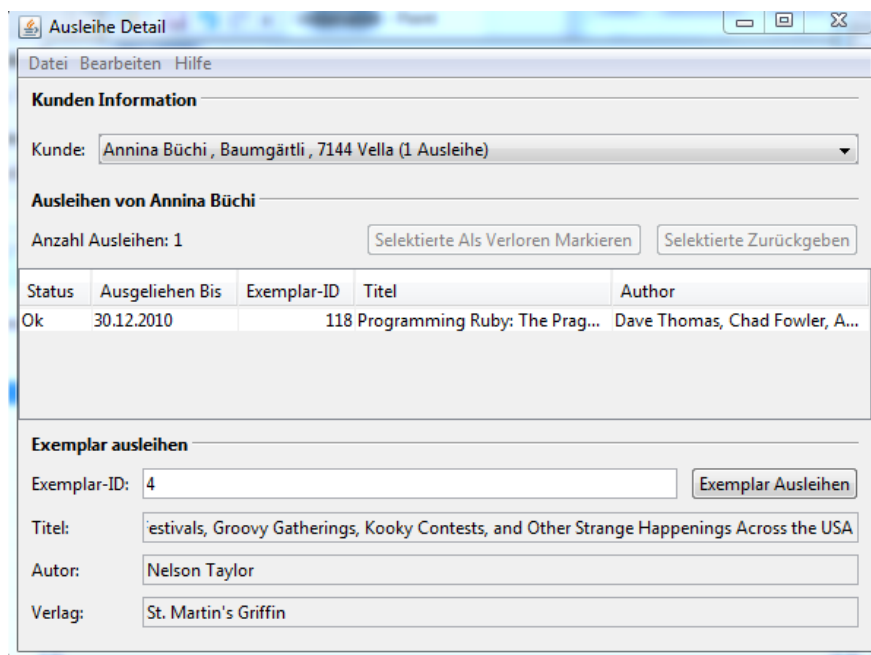 Ausleihe Detail
Datei Bearbeiten Hilfe
Kunden Information
Kunde: Annina Büchi , Baumgärtli , 7144 Vella (1 Ausleihe)
Ausleihen von Annina Büchi
Anzahl Ausleihen: 1 Selektierte Als Verloren Markieren Selektierte Zurückgeben
Status Ausgeliehen Bis Exemplar-ID Titel Author
Ok 30.12.2010 118 Programming Ruby: The Prag... Dave Thomas, Chad Fowler, A...
Exemplar ausleihen
Exemplar-ID: 4 Exemplar Ausleihen
Titel: estivals, Groovy Gatherings, Kooky Contests, and Other Strange Happenings Across the USA
Autor: Nelson Taylor
Verlag: St. Martin's Griffin